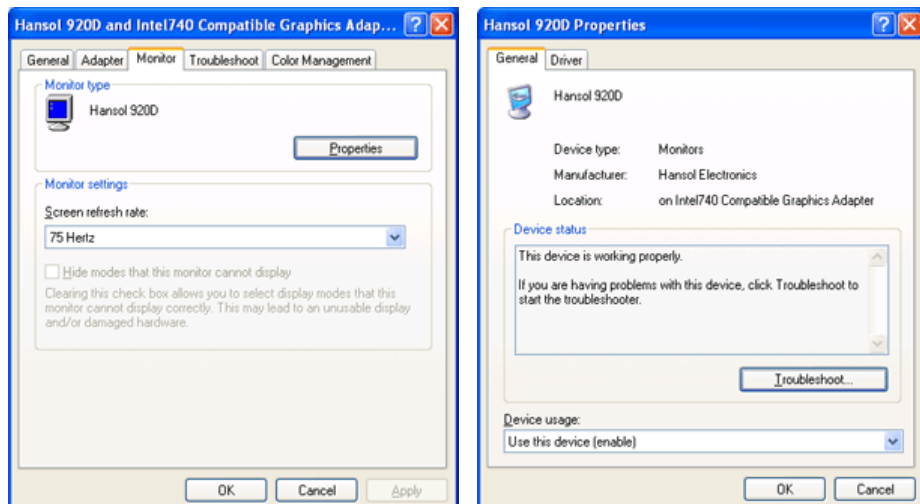 Hansol 920D and Intel740 Compatible Graphics Adap...
General Adapter Monitor Troubleshoot Color Management
Monitor type
Hansol 920D
Properties
Monitor settings
Screen refresh rate:
75 Hertz
Hide modes that this monitor cannot display
Clearing this check box allows you to select display modes that this
monitor cannot display correctly. This may lead to an unusable display
and/or damaged hardware.
OK Cancel Apply
Hansol 920D Properties
General Driver
Hansol 920D
Device type: Monitors
Manufacturer: Hansol Electronics
Location: on Intel740 Compatible Graphics Adapter
Device status
This device is working properly.
If you are having problems with this device, click Troubleshoot to
start the troubleshooter.
Troubleshoot...
Device usage:
Use this device (enable)
OK Cancel